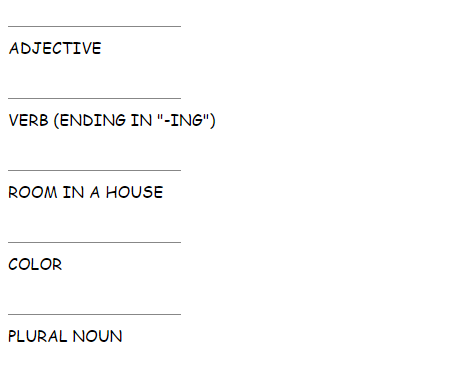 ADJECTIVE
VERB (ENDING IN "-ING")
ROOM IN A HOUSE
COLOR
PLURAL NOUN